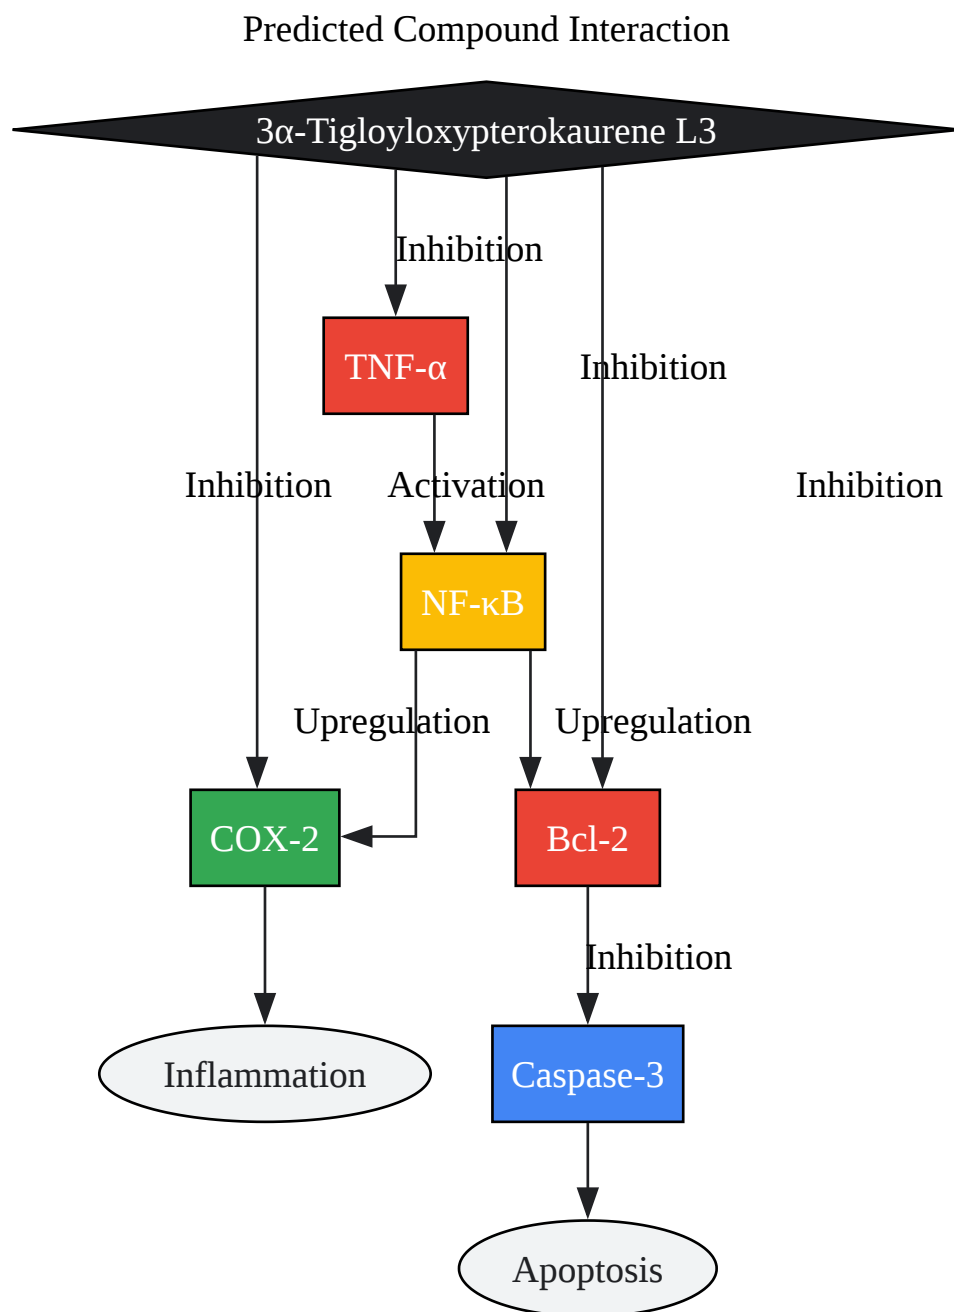 Predicted Compound Interaction
3α-Tigloyloxypterokaurene L3
Inhibition
TNF-α
Inhibition
Inhibition
Activation
Inhibition
NF-κB
Upregulation
Upregulation
COX-2
Bcl-2
Inhibition
Inflammation
Caspase-3
Apoptosis